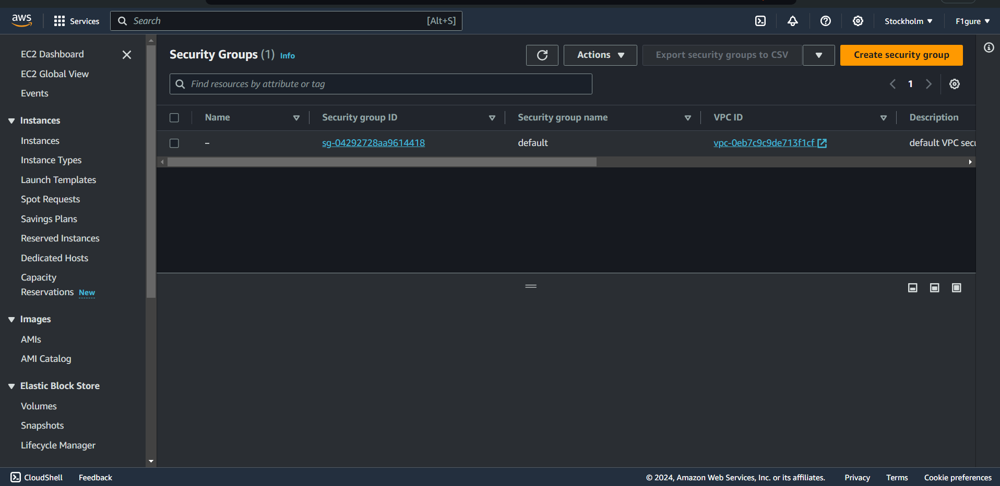 aws
Services
Search [Alt+S]
Stockholm
F1gure
EC2 Dashboard
EC2 Global View
Events
Instances
Instances
Instance Types
Launch Templates
Spot Requests
Savings Plans
Reserved Instances
Dedicated Hosts
Capacity
Reservations New
Images
AMIs
AMI Catalog
Elastic Block Store
Volumes
Snapshots
Lifecycle Manager
Security Groups (1) Info
Actions
Export security groups to CSV
Create security group
Find resources by attribute or tag
1
Name Security group ID Security group name VPC ID Description
– sg-04292728aa9614418 default vpc-0eb7c9c9de713f1cf default VPC secu
CloudShell Feedback
© 2024, Amazon Web Services, Inc. or its affiliates. Privacy Terms Cookie preferences